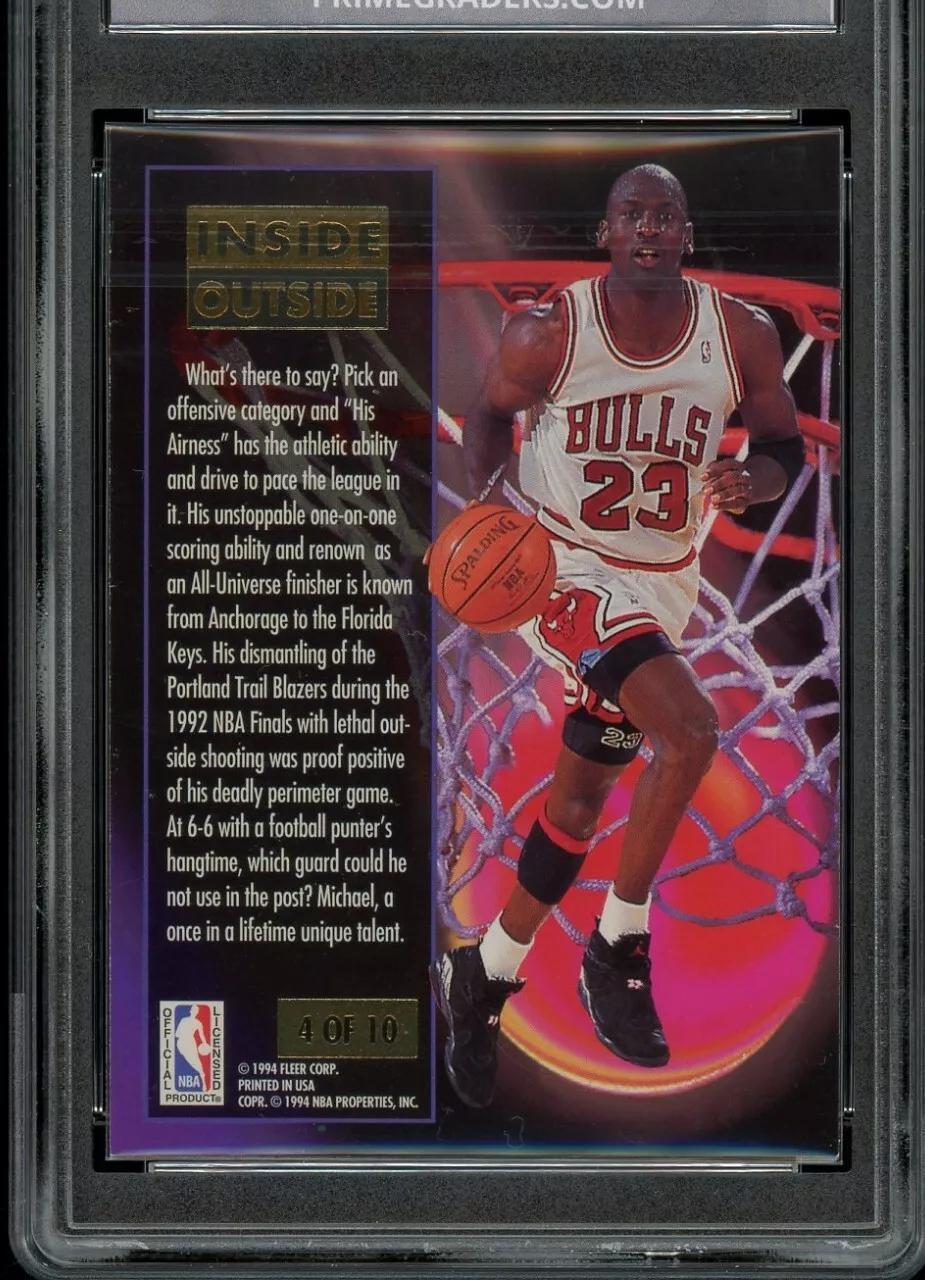 PRIMEGRADERS.COM
INSIDE
OUTSIDE
What's there to say? Pick an
offensive category and "His
Airness" has the athletic ability
and drive to pace the league in
it. His unstoppable one-on-one
scoring ability and renown as
an All-Universe finisher is known
from Anchorage to the Florida
Keys. His dismantling of the
Portland Trail Blazers during the
1992 NBA Finals with lethal out-
side shooting was proof positive
of his deadly perimeter game.
At 6-6 with a football punter's
hangtime, which guard could he
not use in the post? Michael, a
once in a lifetime unique talent.
OFFICIAL
LICENSED
NBA
PRODUCT®
4 OF 10
© 1994 FLEER CORP.
PRINTED IN USA
COPR. © 1994 NBA PROPERTIES, INC.
BULLS
23
SPALDING
NBA
23